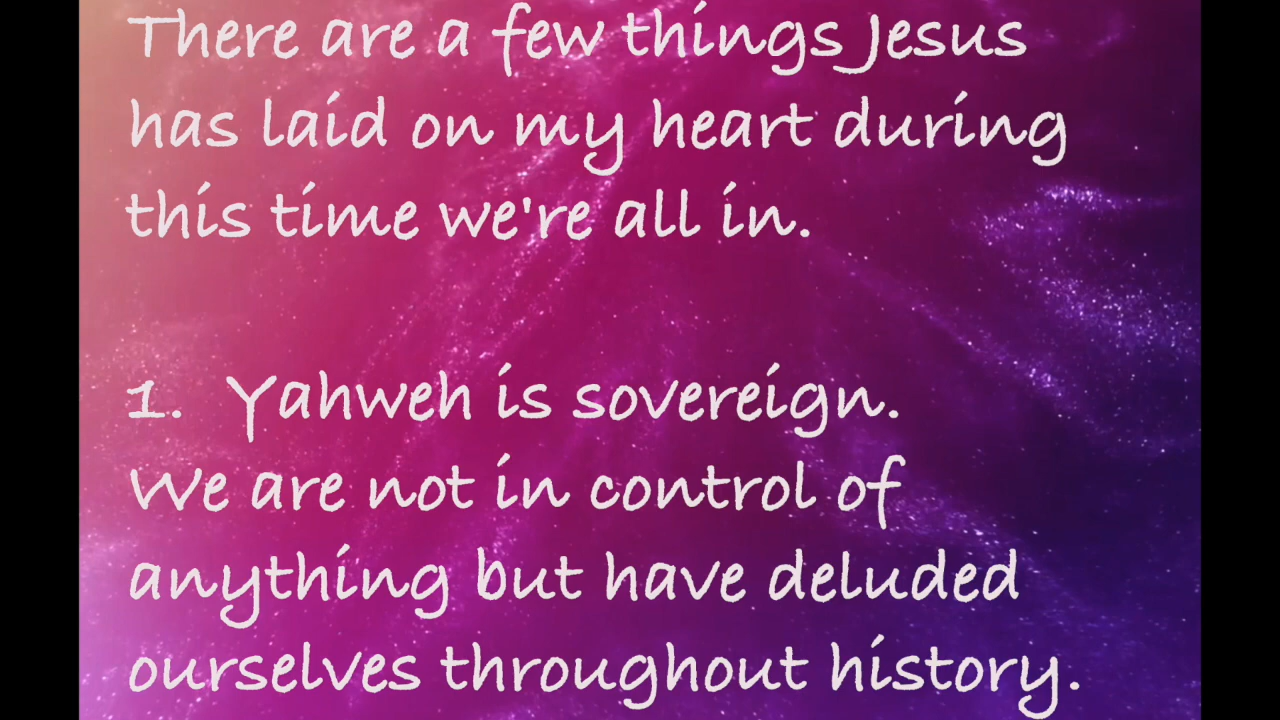 There are a few things Jesus
has laid on my heart during
this time we're all in.
1. Yahweh is sovereign.
We are not in control of
anything but have deluded
ourselves throughout history.